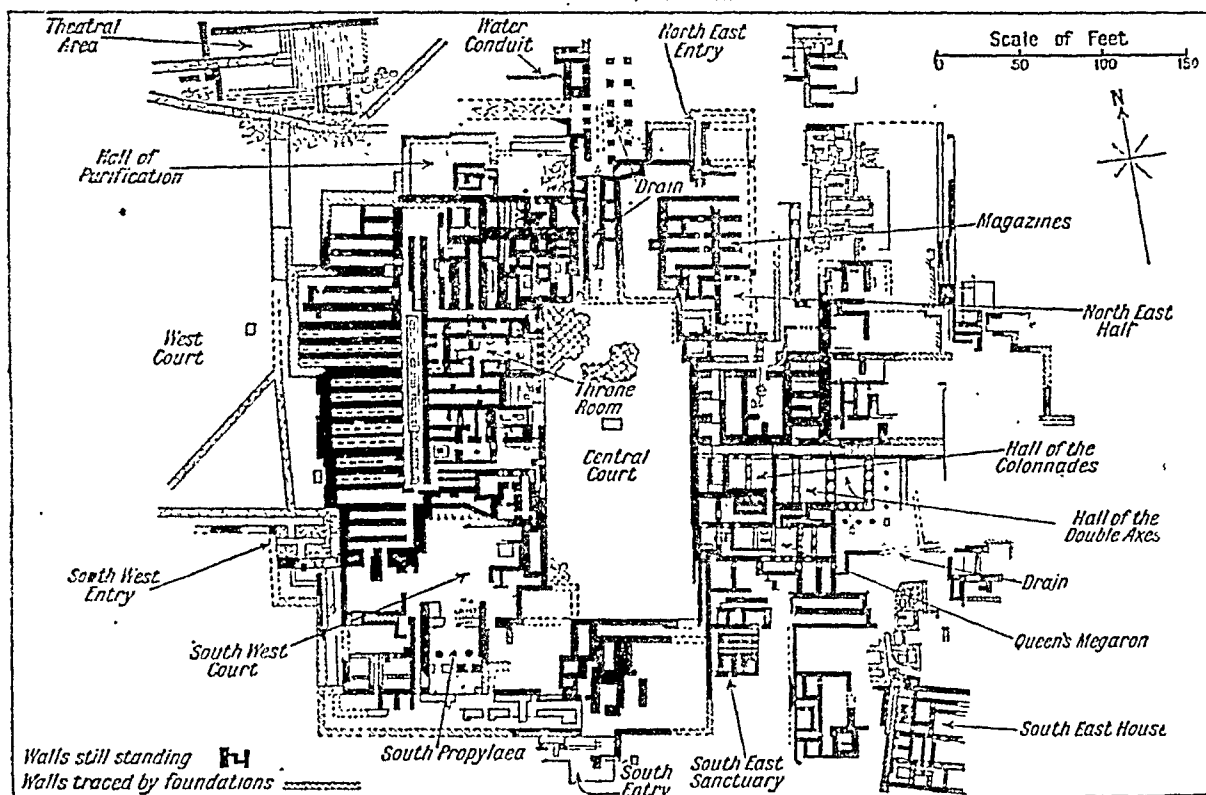 Theatral
Area
Water
Conduit
North East
Entry
Scale of Feet
0 50 100 150
N
Hall of
Purification
Drain
Magazines
West
Court
North East
Hall
Throne
Room
Central
Court
Hall of the
Colonnades
Hall of the
Double Axes
South West
Entry
Drain
South West
Court
Queen's Megaron
South Propylaea
South
Entry
South East
Sanctuary
South East House
Walls still standing
Walls traced by foundations